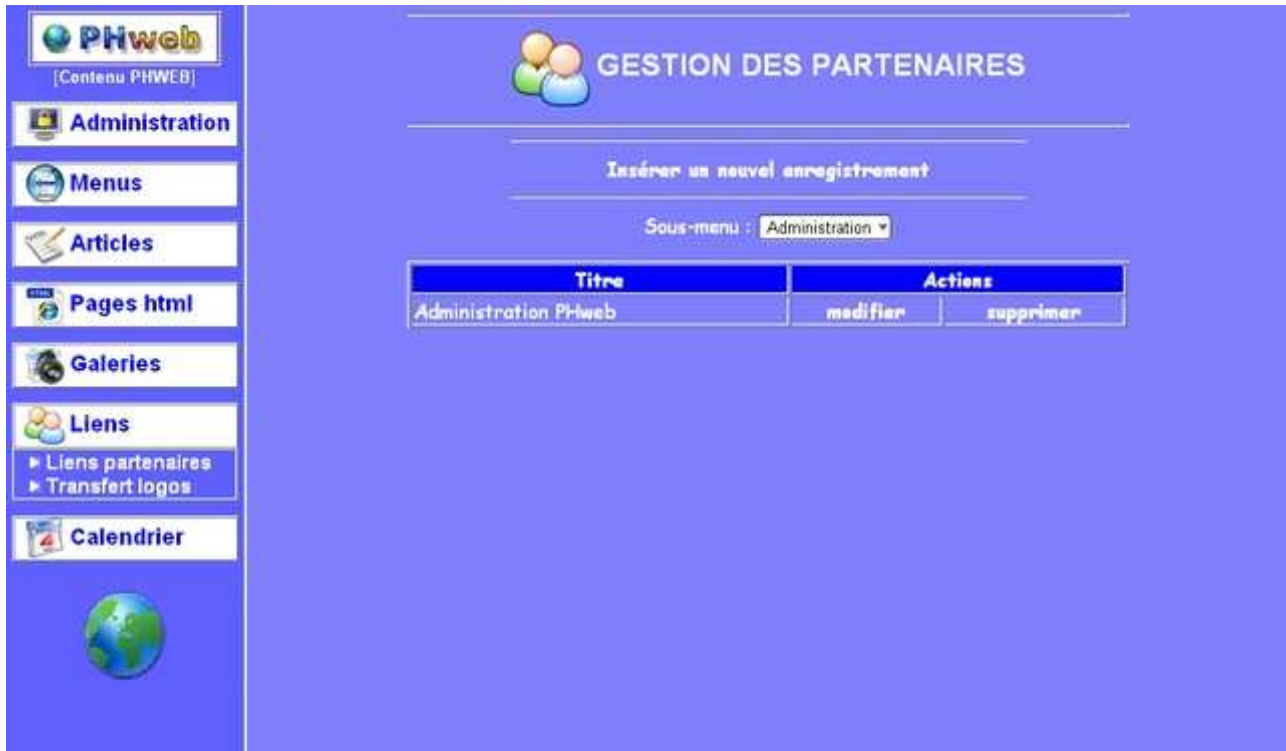 PHweb
[Contenu PHWEB]
Administration
Menus
Articles
Pages html
Galeries
Liens
Liens partenaires
Transfert logos
Calendrier
GESTION DES PARTENAIRES
Insérer un nouvel enregistrement
Sous-menu : Administration
Titre Actions
Administration PHweb modifier supprimer